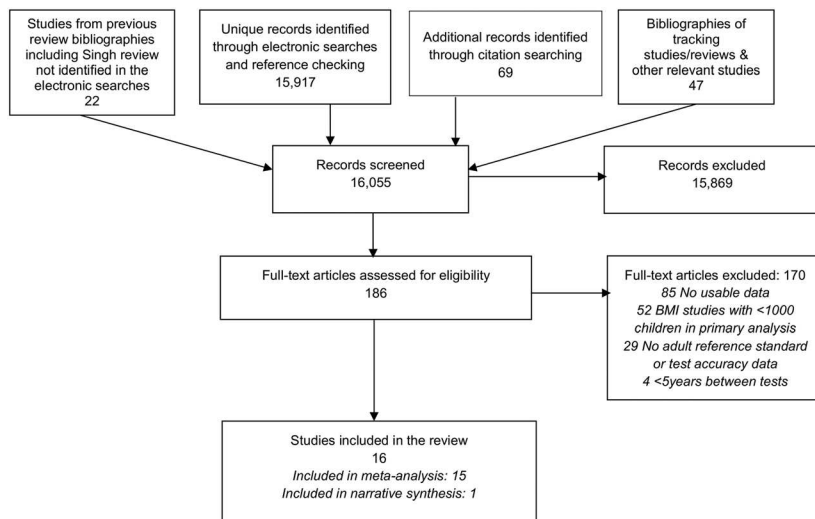 Studies from previous
review bibliographies
including Singh review
not identified in the
electronic searches
22
Unique records identified
through electronic searches
and reference checking
15,917
Additional records identified
through citation searching
69
Bibliographies of
tracking
studies/reviews &
other relevant studies
47
Records screened
16,055
Records excluded
15,869
Full-text articles assessed for eligibility
186
Full-text articles excluded: 170
85 No usable data
52 BMI studies with <1000
children in primary analysis
29 No adult reference standard
or test accuracy data
4 <5years between tests
Studies included in the review
16
Included in meta-analysis: 15
Included in narrative synthesis: 1